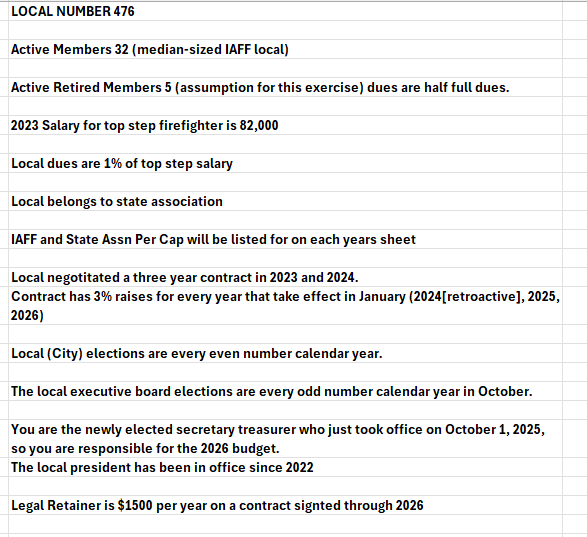 LOCAL NUMBER 476
Active Members 32 (median-sized IAFF local)
Active Retired Members 5 (assumption for this exercise) dues are half full dues.
2023 Salary for top step firefighter is 82,000
Local dues are 1% of top step salary
Local belongs to state association
IAFF and State Assn Per Cap will be listed for on each years sheet
Local negotitated a three year contract in 2023 and 2024.
Contract has 3% raises for every year that take effect in January (2024[retroactive], 2025,
2026)
Local (City) elections are every even number calendar year.
The local executive board elections are every odd number calendar year in October.
You are the newly elected secretary treasurer who just took office on October 1, 2025,
so you are responsible for the 2026 budget.
The local president has been in office since 2022
Legal Retainer is $1500 per year on a contract signted through 2026